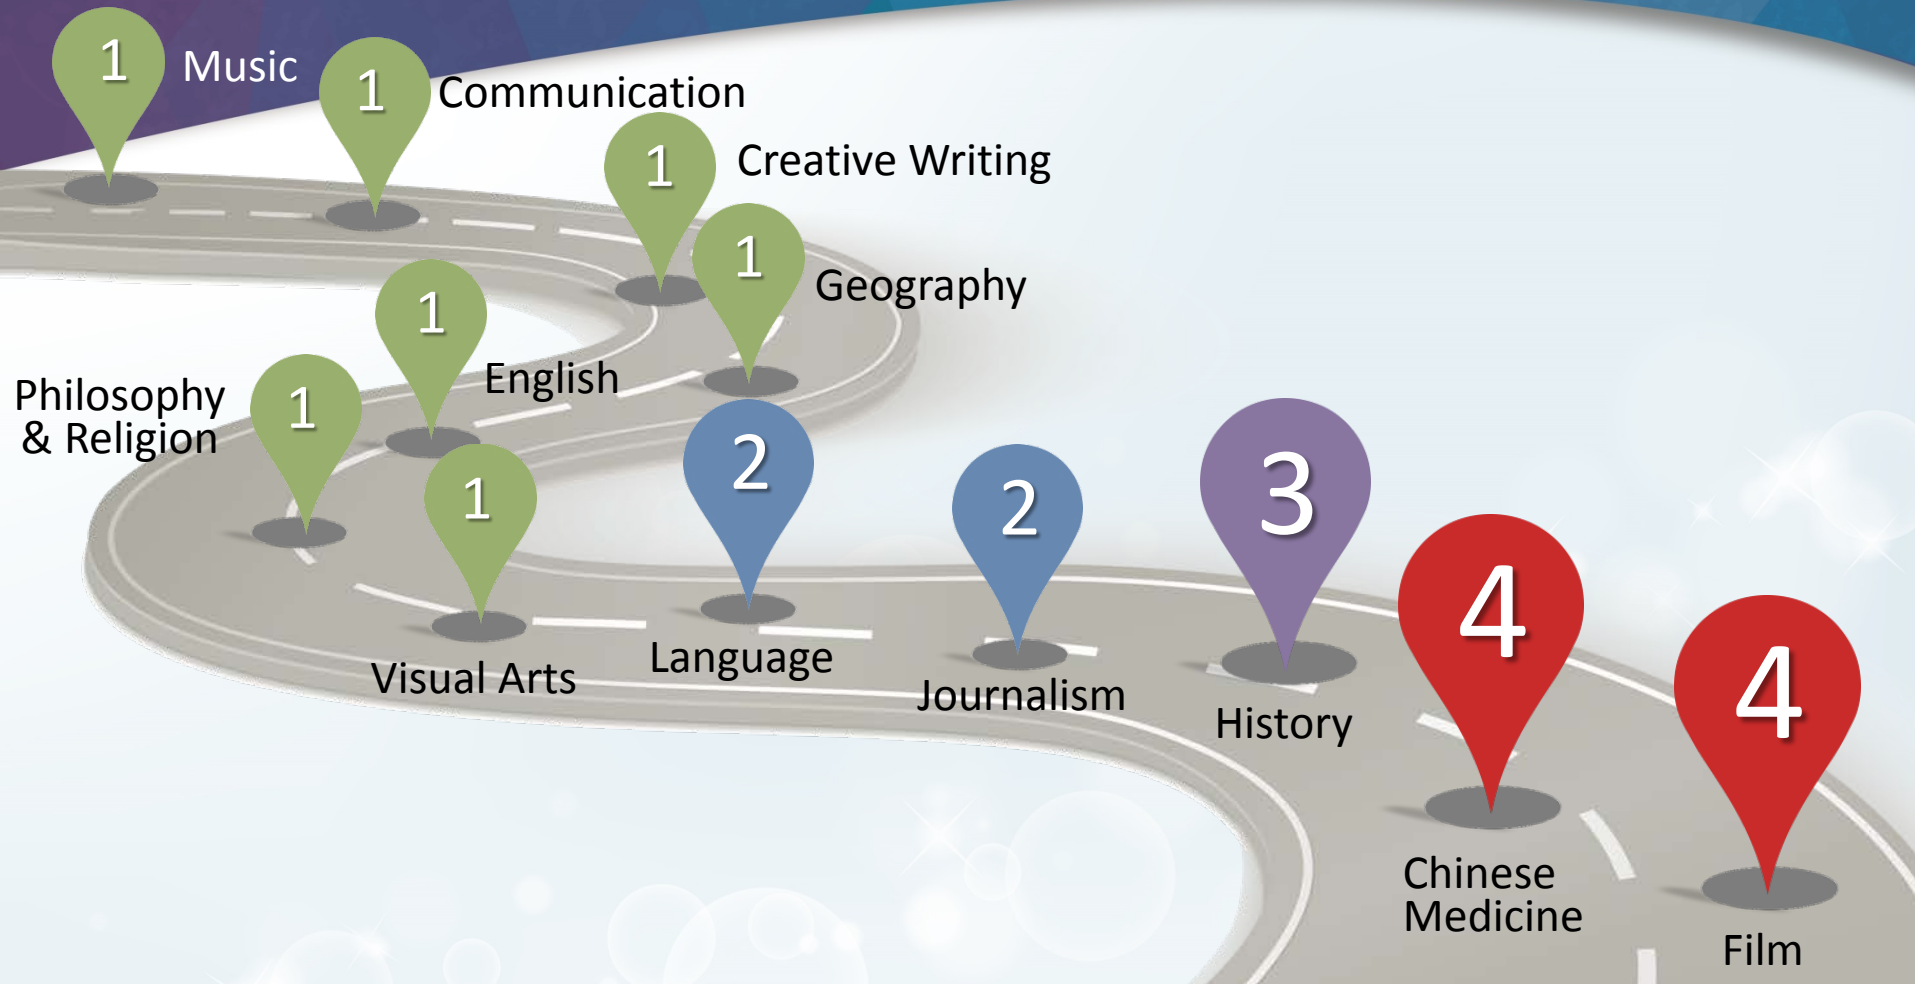 1 Music
1 Communication
1 Creative Writing
1 Geography
1 English
Philosophy
& Religion
1
1
Visual Arts
2
Language
2
Journalism
3
History
4
Chinese
Medicine
4
Film